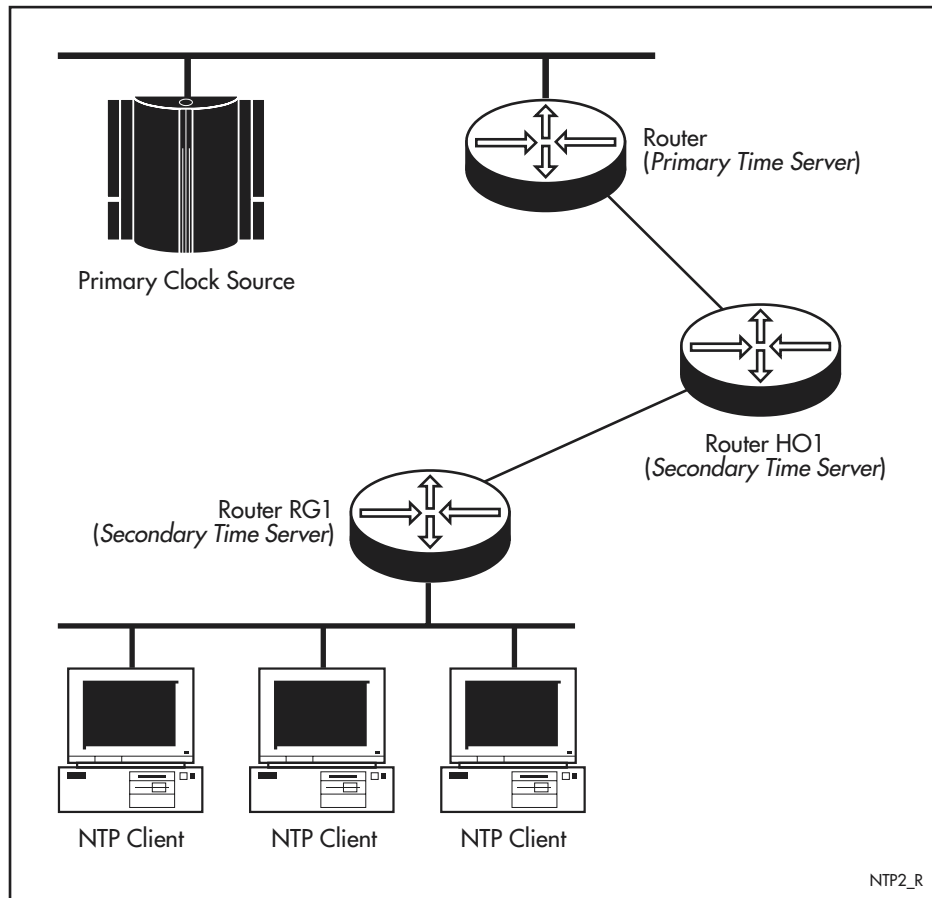 Router
(Primary Time Server)
Primary Clock Source
Router HO1
(Secondary Time Server)
Router RG1
(Secondary Time Server)
NTP Client
NTP Client
NTP Client
NTP2_R